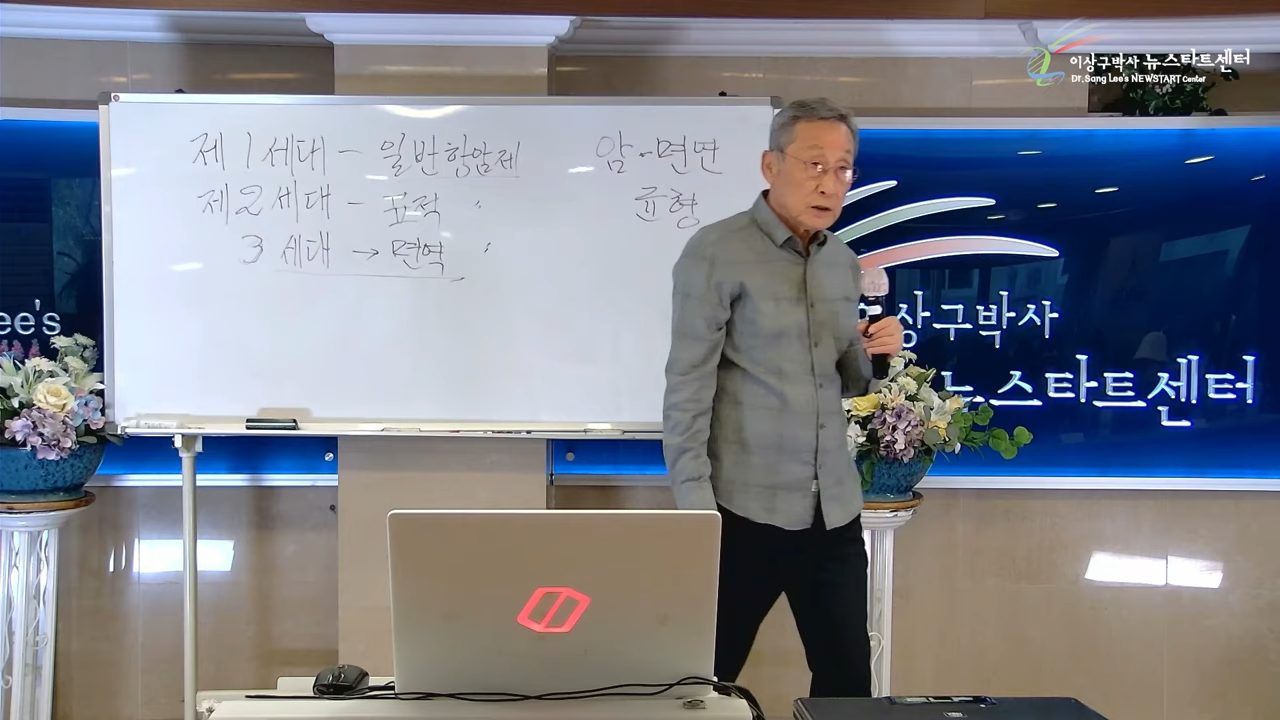 이상구박사 뉴스타트센터
Dr. Sang Lee's NEWSTART Center
제1세대 - 일반항암제
제2세대 - 표적 〃
3 세대 → 면역 〃
암-면면
균형
ee's
이상구박사
뉴스타트센터